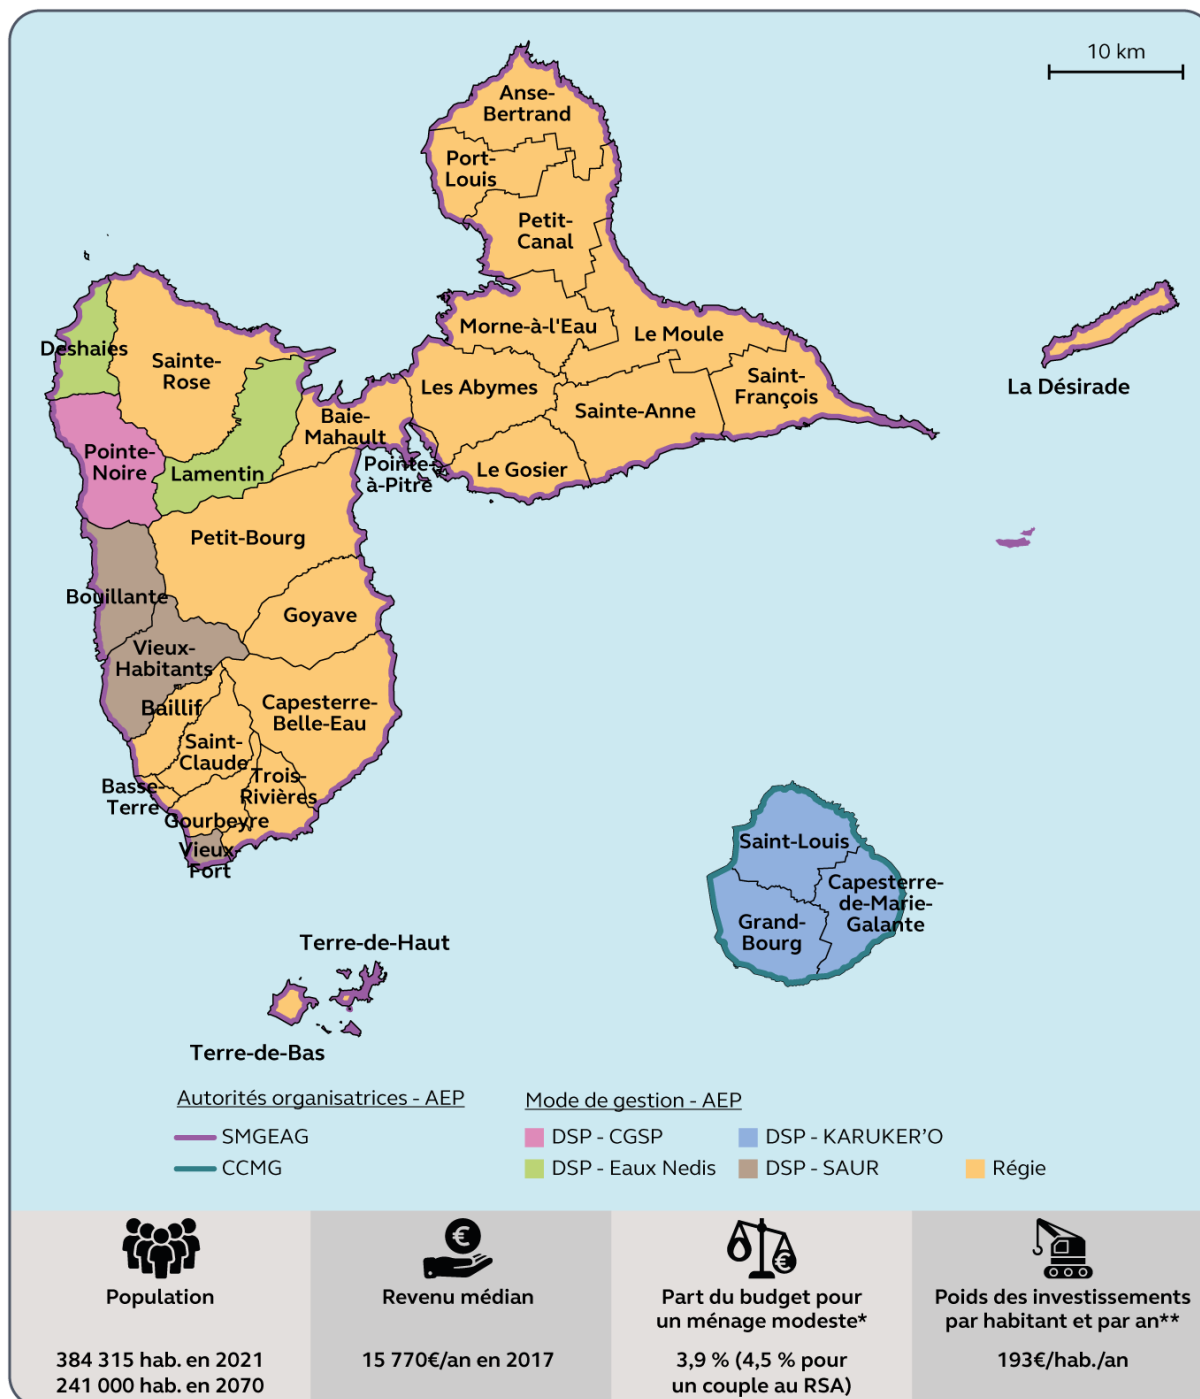 10 km
Anse-
Bertrand
Port-
Louis
Petit-
Canal
Morne-à-l'Eau
Le Moule
Deshaies
Sainte-
Rose
Les Abymes
Saint-
François
La Désirade
Sainte-Anne
Baie-
Mahault
Pointe-
Noire
Lamentin
Pointe-
à-Pitre
Le Gosier
Petit-Bourg
Bouillante
Goyave
Vieux-
Habitants
Baillif
Capesterre-
Belle-Eau
Saint-
Claude
Basse-
Terre
Trois-
Rivières
Gourbeyre
Vieux-
Fort
Saint-Louis
Capesterre-
de-Marie-
Galante
Grand-
Bourg
Terre-de-Haut
Terre-de-Bas
Autorités organisatrices - AEP
SMGEAG
CCMG
Mode de gestion - AEP
DSP - CGSP
DSP - KARUKER’O
DSP - Eaux Nedis
DSP - SAUR
Régie
Population
384 315 hab. en 2021
241 000 hab. en 2070
Revenu médian
15 770€/an en 2017
Part du budget pour
un ménage modeste*
3,9 % (4,5 % pour
un couple au RSA)
Poids des investissements
par habitant et par an**
193€/hab./an